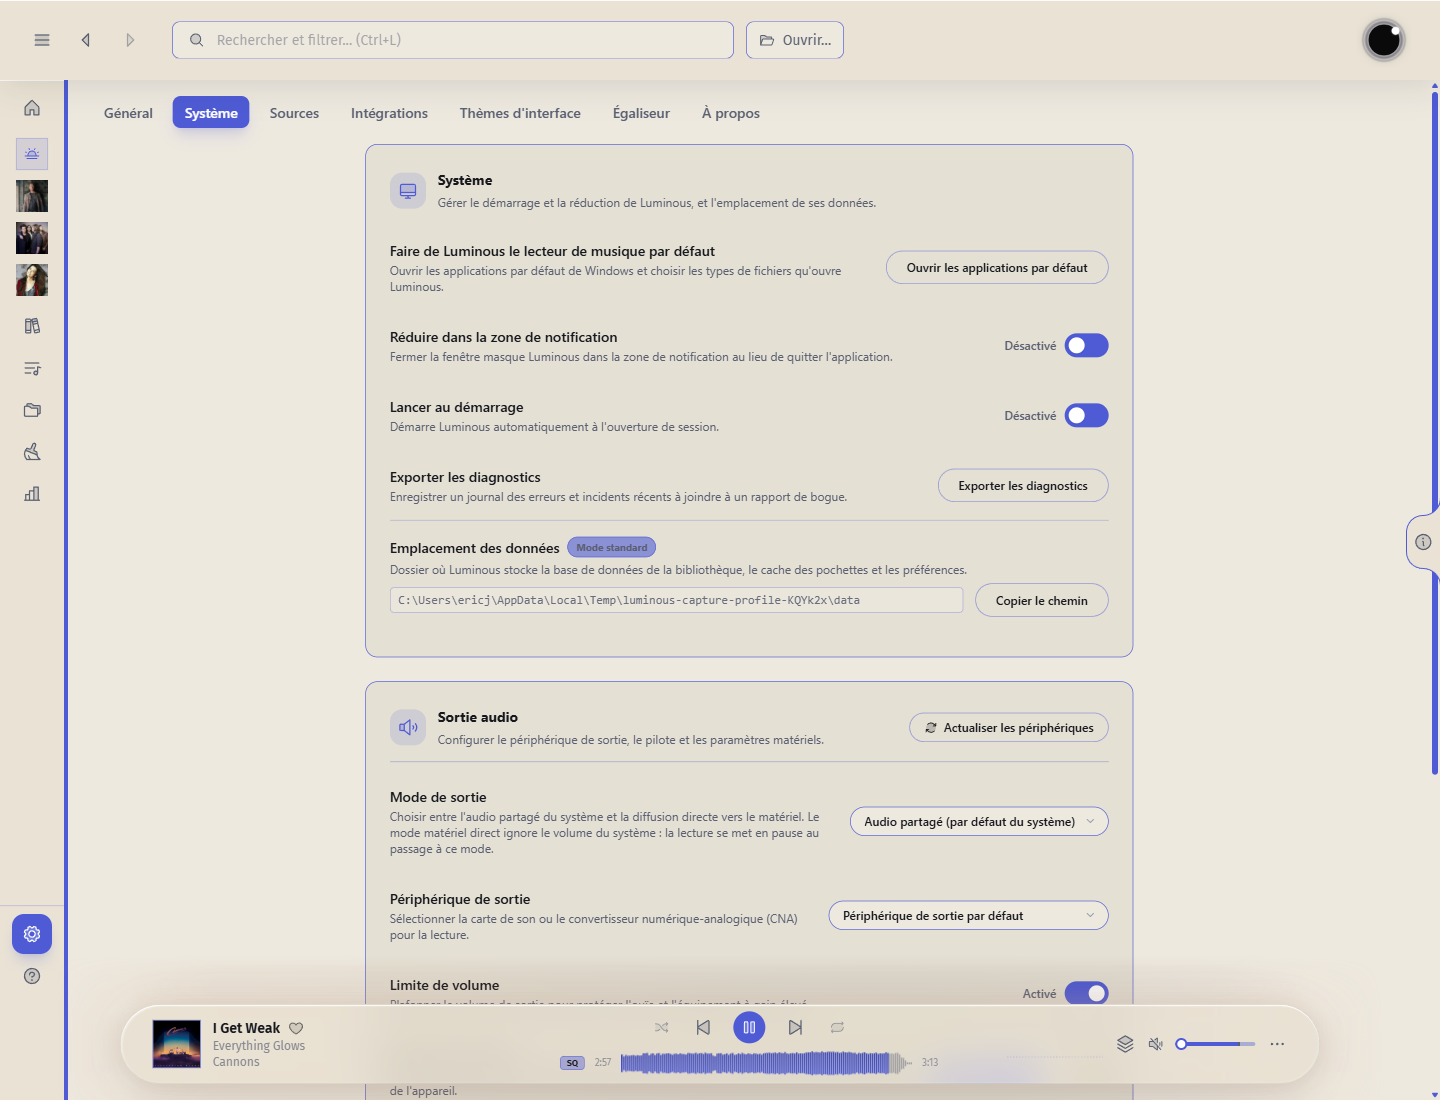 Rechercher et filtrer... (Ctrl+L)
Ouvrir...
Général
Système
Sources
Intégrations
Thèmes d'interface
Égaliseur
À propos
Système
Gérer le démarrage et la réduction de Luminous, et l'emplacement de ses données.
Faire de Luminous le lecteur de musique par défaut
Ouvrir les applications par défaut de Windows et choisir les types de fichiers qu'ouvre
Luminous.
Ouvrir les applications par défaut
Réduire dans la zone de notification
Fermer la fenêtre masque Luminous dans la zone de notification au lieu de quitter l'application.
Désactivé
Lancer au démarrage
Démarre Luminous automatiquement à l'ouverture de session.
Désactivé
Exporter les diagnostics
Enregistrer un journal des erreurs et incidents récents à joindre à un rapport de bogue.
Exporter les diagnostics
Emplacement des données
Mode standard
Dossier où Luminous stocke la base de données de la bibliothèque, le cache des pochettes et les préférences.
C:\Users\ericj\AppData\Local\Temp\luminous-capture-profile-KQYk2x\data
Copier le chemin
Sortie audio
Configurer le périphérique de sortie, le pilote et les paramètres matériels.
Actualiser les périphériques
Mode de sortie
Choisir entre l'audio partagé du système et la diffusion directe vers le matériel. Le
mode matériel direct ignore le volume du système : la lecture se met en pause au
passage à ce mode.
Audio partagé (par défaut du système)
Périphérique de sortie
Sélectionner la carte de son ou le convertisseur numérique-analogique (CNA)
pour la lecture.
Périphérique de sortie par défaut
Limite de volume
Activé
I Get Weak
Everything Glows
Cannons
SQ
2:57
3:13
de l'appareil.